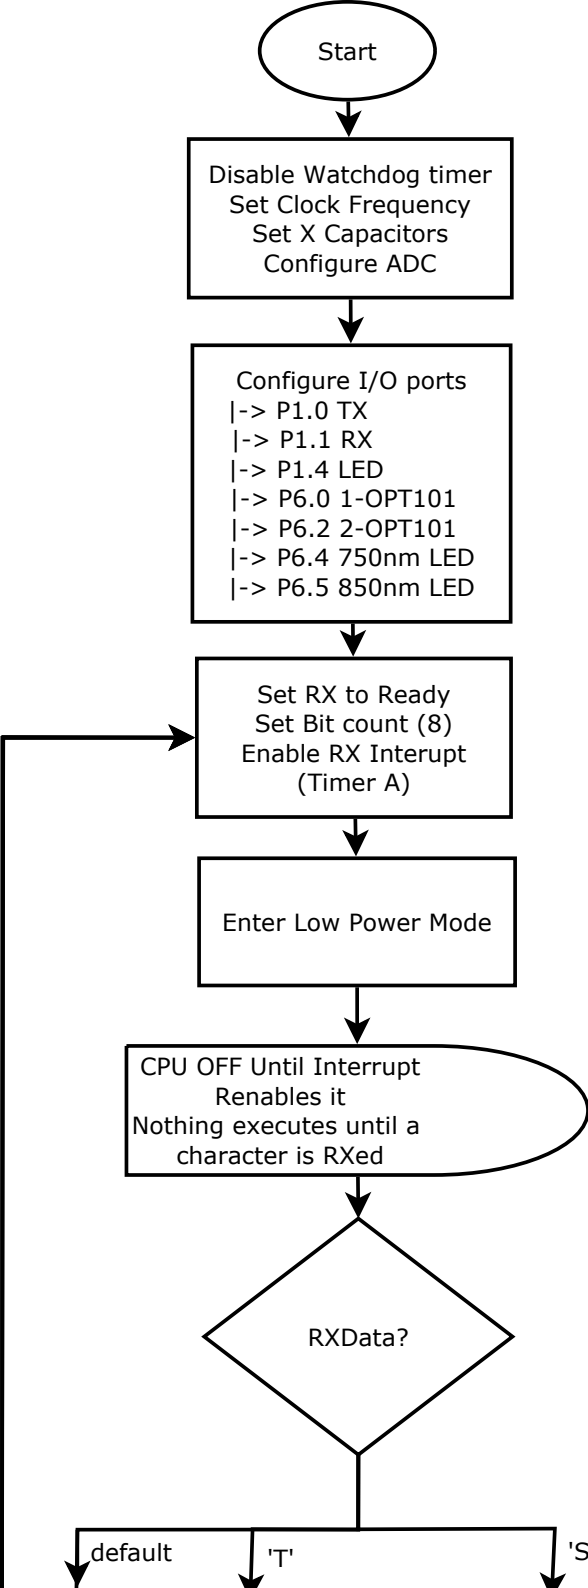 Start
Disable Watchdog timer
Set Clock Frequency
Set X Capacitors
Configure ADC
Configure I/O ports
|-> P1.0 TX
|-> P1.1 RX
|-> P1.4 LED
|-> P6.0 1-OPT101
|-> P6.2 2-OPT101
|-> P6.4 750nm LED
|-> P6.5 850nm LED
Set RX to Ready
Set Bit count (8)
Enable RX Interupt
(Timer A)
Enter Low Power Mode
CPU OFF Until Interrupt
Renables it
Nothing executes until a
character is RXed
RXData?
default
'T'
'S